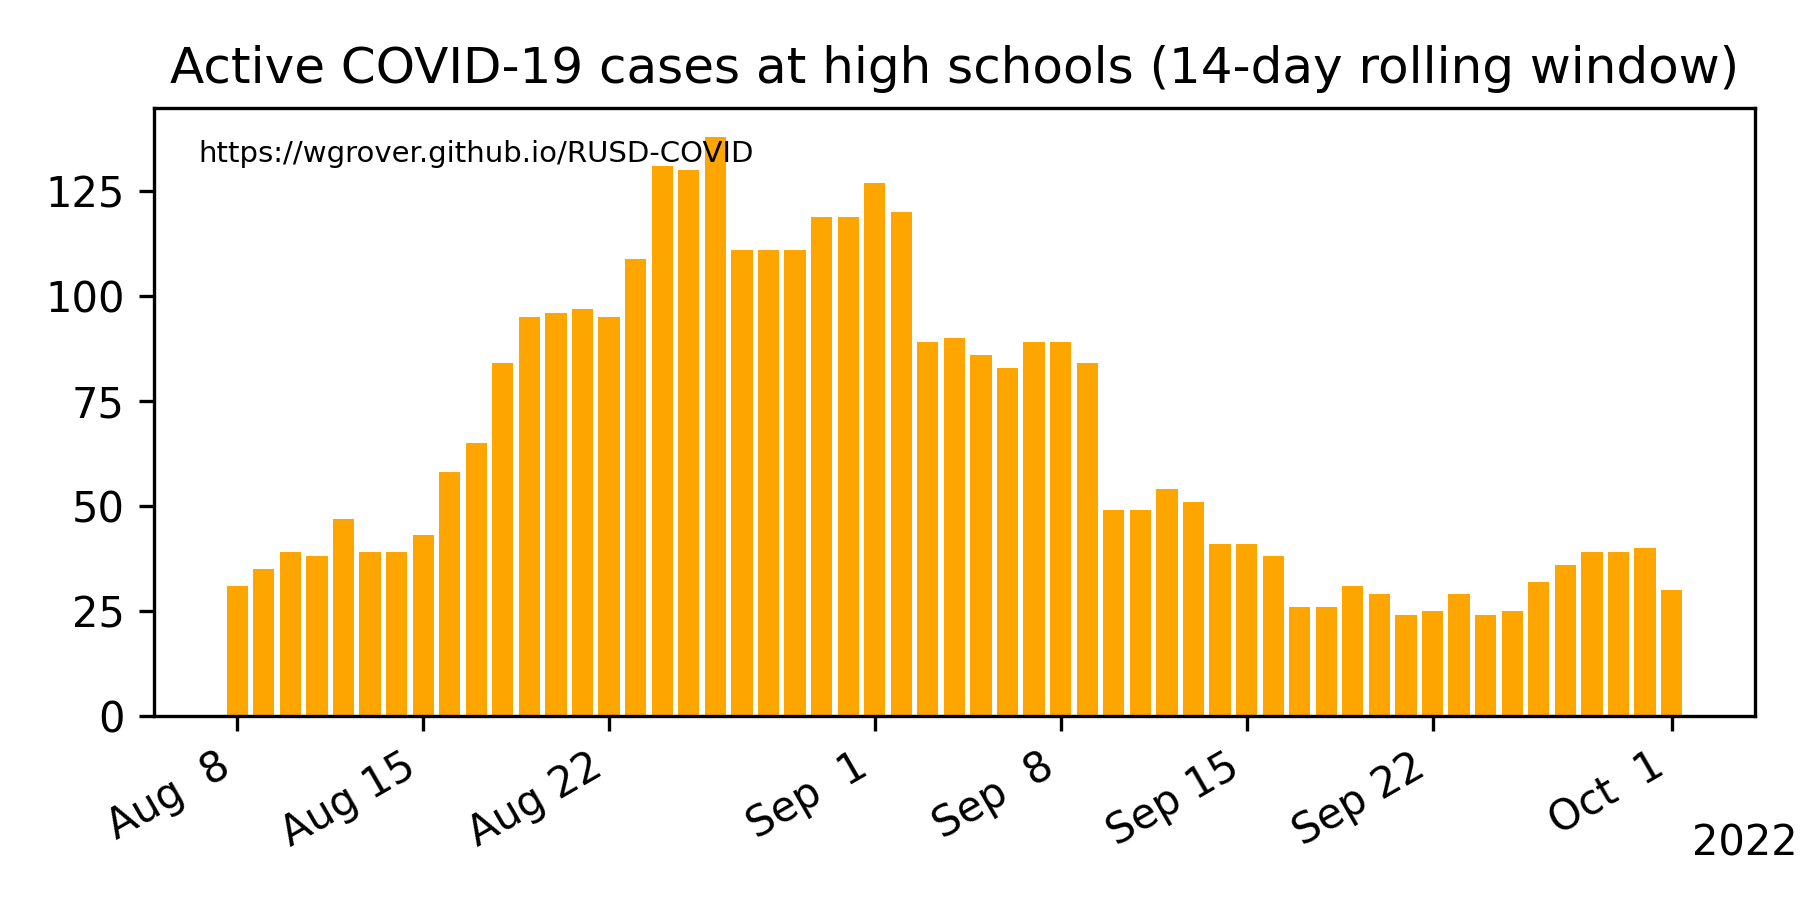 Active COVID-19 cases at high schools (14-day rolling window)
https://wgrover.github.io/RUSD-COVID
125
100
75
50
25
0
Aug 8
Aug 15
Aug 22
Sep 1
Sep 8
Sep 15
Sep 22
Oct 1
2022